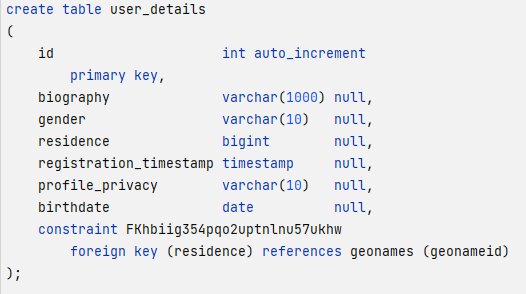 create table user_details
(
    id                     int auto_increment
        primary key,
    biography              varchar(1000) null,
    gender                 varchar(10)   null,
    residence              bigint        null,
    registration_timestamp timestamp     null,
    profile_privacy        varchar(10)   null,
    birthdate              date          null,
    constraint FKhbiig354pqo2uptnlnu57ukhw
        foreign key (residence) references geonames (geonameid)
);